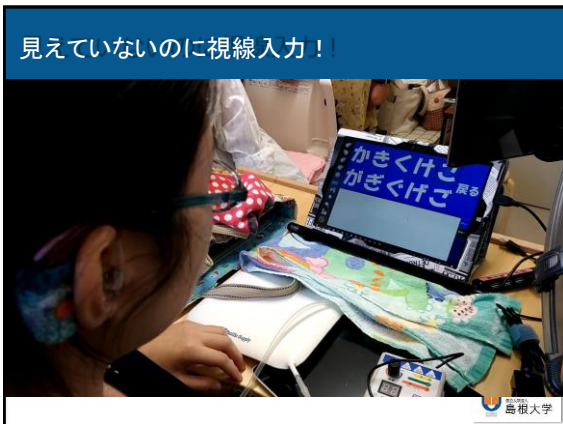 見えていないのに視線入力！
かきくけこ
がぎぐげご
戻る
島根大学